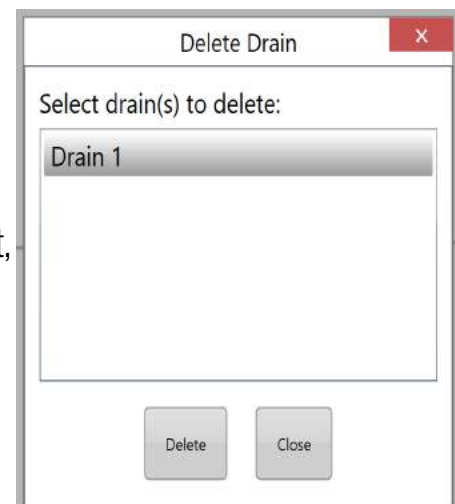 Delete Drain
x
Select drain(s) to delete:
Drain 1
Delete Close